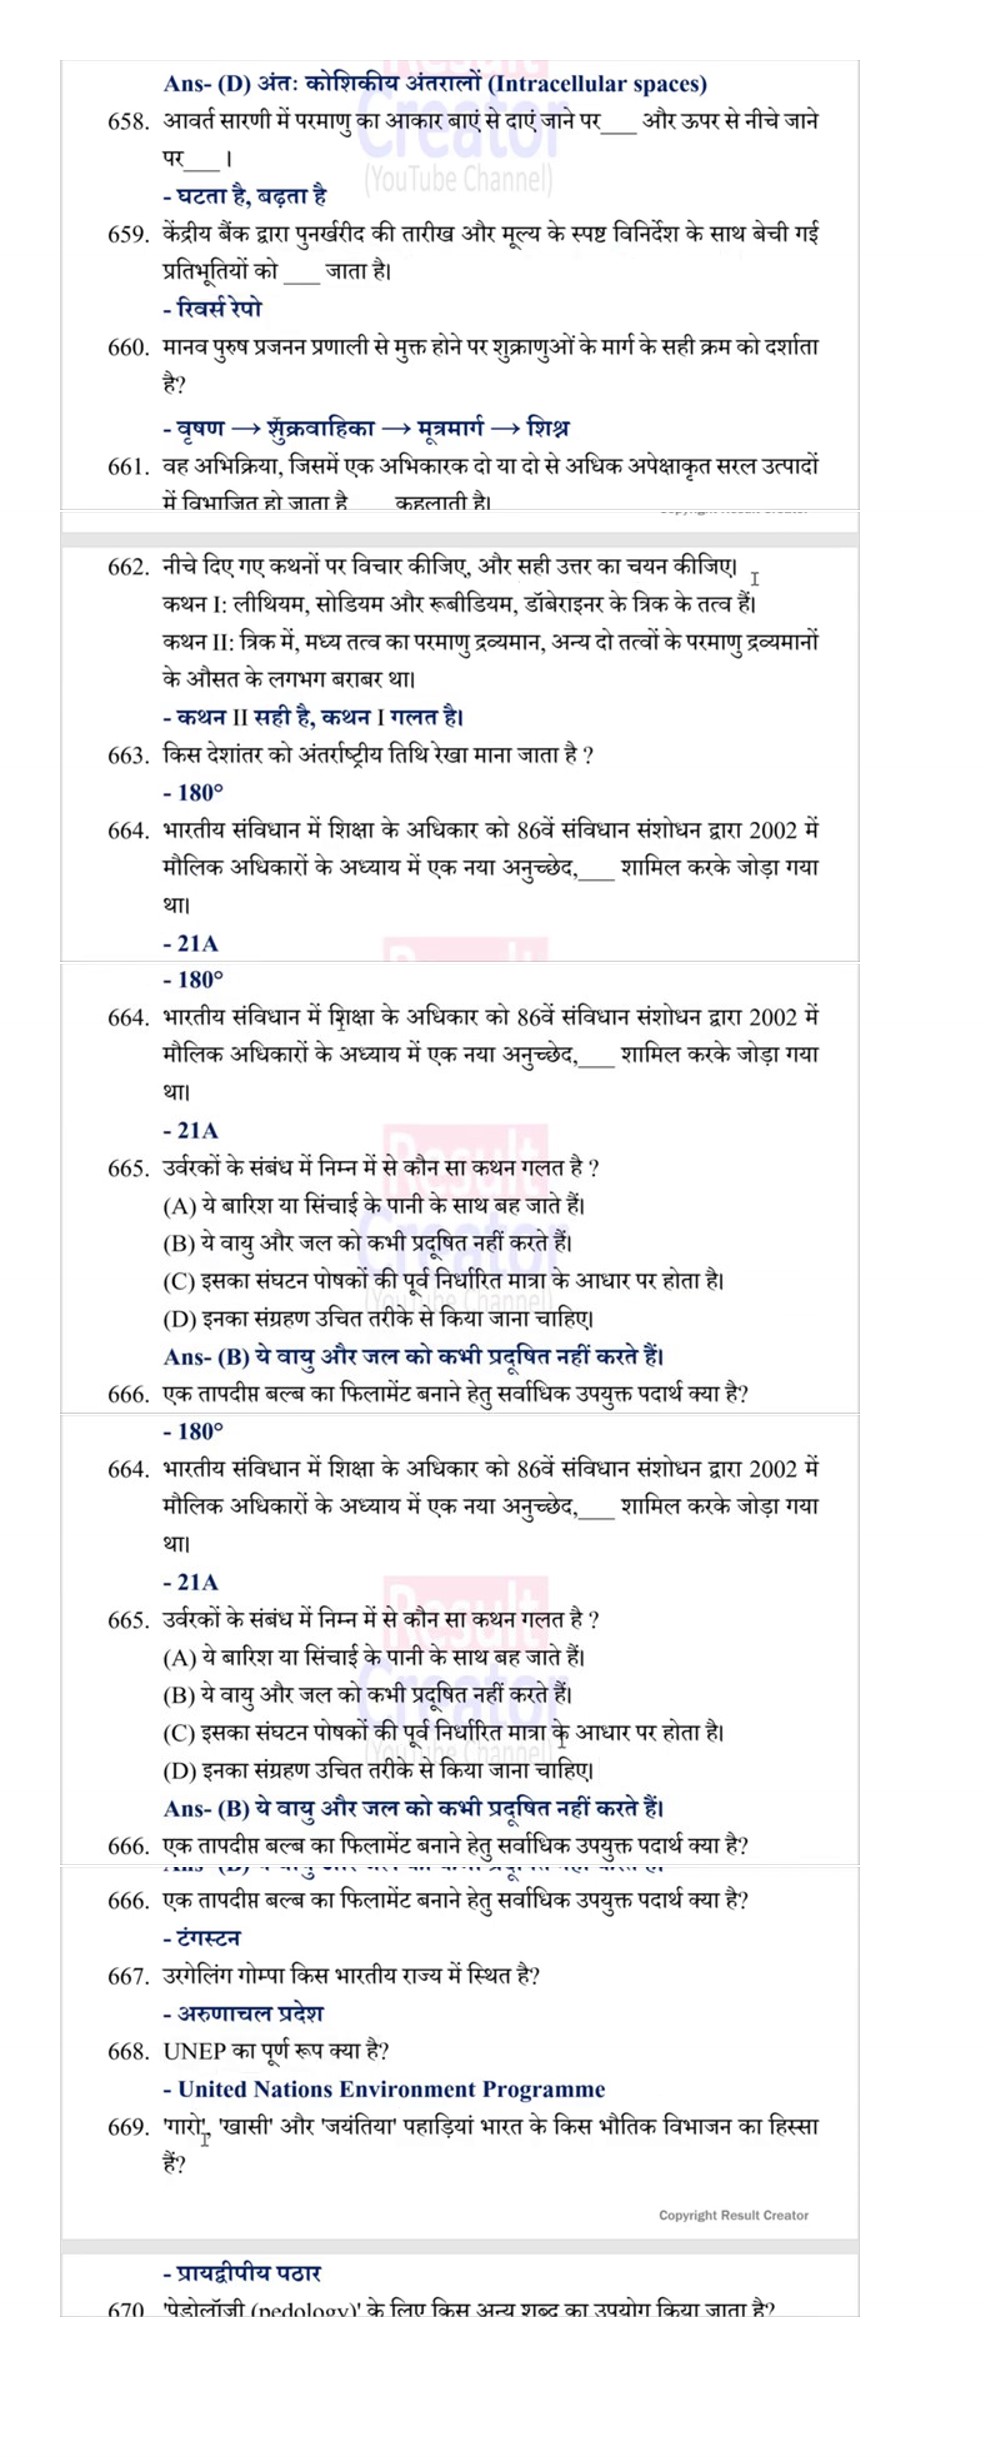 Ans- (D) अंतः कोशिकीय अंतरालों (Intracellular spaces)
658. आवर्त सारणी में परमाणु का आकार बाएं से दाएं जाने पर____ और ऊपर से नीचे जाने
पर____ ।
- घटता है, बढ़ता है
659. केंद्रीय बैंक द्वारा पुनर्खरीद की तारीख और मूल्य के स्पष्ट विनिर्देश के साथ बेची गई
प्रतिभूतियों को ____ जाता है।
- रिवर्स रेपो
660. मानव पुरुष प्रजनन प्रणाली से मुक्त होने पर शुक्राणुओं के मार्ग के सही क्रम को दर्शाता
है?
- वृषण → शुक्रवाहिका → मूत्रमार्ग → शिश्न
661. वह अभिक्रिया, जिसमें एक अभिकारक दो या दो से अधिक अपेक्षाकृत सरल उत्पादों
में विभाजित हो जाता है ____ कहलाती है।
662. नीचे दिए गए कथनों पर विचार कीजिए, और सही उत्तर का चयन कीजिए।
कथन I: लीथियम, सोडियम और रूबीडियम, डॉबेराइनर के त्रिक के तत्व हैं।
कथन II: त्रिक में, मध्य तत्व का परमाणु द्रव्यमान, अन्य दो तत्वों के परमाणु द्रव्यमानों
के औसत के लगभग बराबर था।
- कथन II सही है, कथन I गलत है।
663. किस देशांतर को अंतर्राष्ट्रीय तिथि रेखा माना जाता है ?
- 180°
664. भारतीय संविधान में शिक्षा के अधिकार को 86वें संविधान संशोधन द्वारा 2002 में
मौलिक अधिकारों के अध्याय में एक नया अनुच्छेद,____ शामिल करके जोड़ा गया
था।
- 21A
- 180°
664. भारतीय संविधान में शिक्षा के अधिकार को 86वें संविधान संशोधन द्वारा 2002 में
मौलिक अधिकारों के अध्याय में एक नया अनुच्छेद,____ शामिल करके जोड़ा गया
था।
- 21A
665. उर्वरकों के संबंध में निम्न में से कौन सा कथन गलत है ?
(A) ये बारिश या सिंचाई के पानी के साथ बह जाते हैं।
(B) ये वायु और जल को कभी प्रदूषित नहीं करते हैं।
(C) इसका संघटन पोषकों की पूर्व निर्धारित मात्रा के आधार पर होता है।
(D) इनका संग्रहण उचित तरीके से किया जाना चाहिए।
Ans- (B) ये वायु और जल को कभी प्रदूषित नहीं करते हैं।
666. एक तापदीप्त बल्ब का फिलामेंट बनाने हेतु सर्वाधिक उपयुक्त पदार्थ क्या है?
- 180°
664. भारतीय संविधान में शिक्षा के अधिकार को 86वें संविधान संशोधन द्वारा 2002 में
मौलिक अधिकारों के अध्याय में एक नया अनुच्छेद,____ शामिल करके जोड़ा गया
था।
- 21A
665. उर्वरकों के संबंध में निम्न में से कौन सा कथन गलत है ?
(A) ये बारिश या सिंचाई के पानी के साथ बह जाते हैं।
(B) ये वायु और जल को कभी प्रदूषित नहीं करते हैं।
(C) इसका संघटन पोषकों की पूर्व निर्धारित मात्रा के आधार पर होता है।
(D) इनका संग्रहण उचित तरीके से किया जाना चाहिए।
Ans- (B) ये वायु और जल को कभी प्रदूषित नहीं करते हैं।
666. एक तापदीप्त बल्ब का फिलामेंट बनाने हेतु सर्वाधिक उपयुक्त पदार्थ क्या है?
666. एक तापदीप्त बल्ब का फिलामेंट बनाने हेतु सर्वाधिक उपयुक्त पदार्थ क्या है?
- टंगस्टन
667. उरगेलिंग गोम्पा किस भारतीय राज्य में स्थित है?
- अरुणाचल प्रदेश
668. UNEP का पूर्ण रूप क्या है?
- United Nations Environment Programme
669. 'गारो', 'खासी' और 'जयंतिया' पहाड़ियां भारत के किस भौतिक विभाजन का हिस्सा
हैं?
Copyright Result Creator
- प्रायद्वीपीय पठार
670. 'पेडोलॉजी (pedology)' के लिए किस अन्य शब्द का उपयोग किया जाता है?